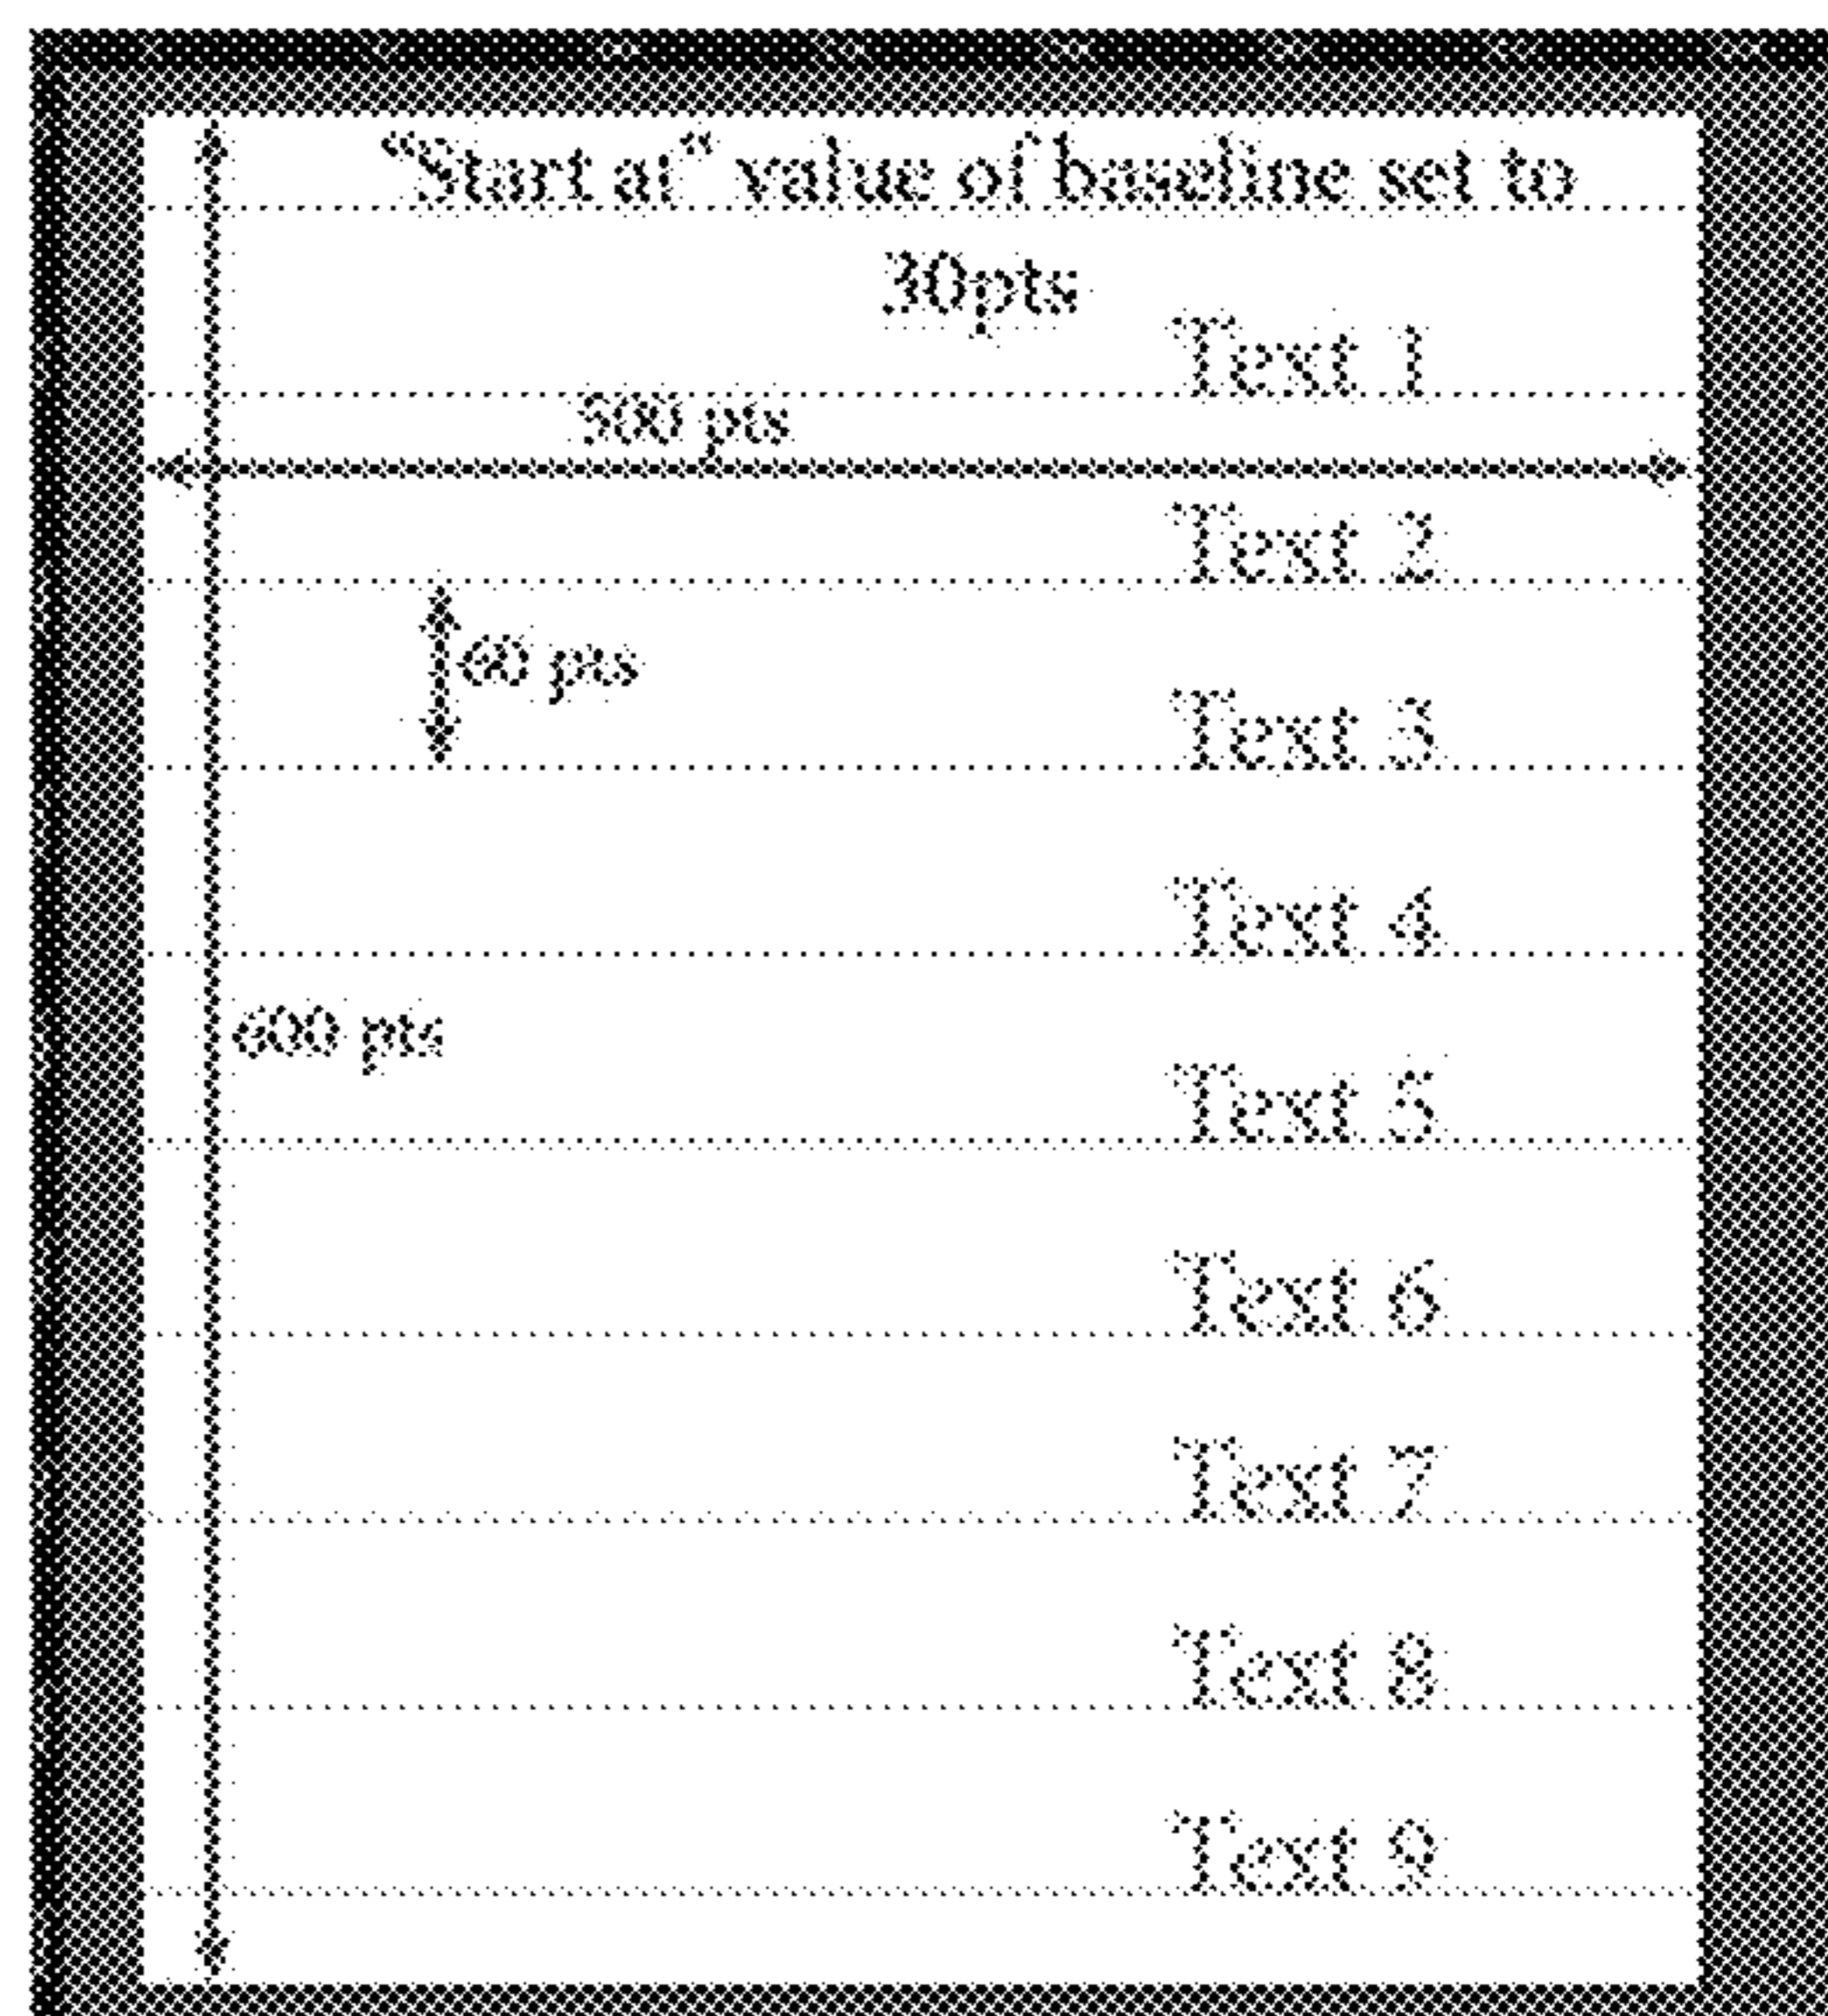 “Start at” value of baseline set to
30pts
Text 1
500 pts
Text 2
60 pts
Text 3
Text 4
600 pts
Text 5
Text 6
Text 7
Text 8
Text 9